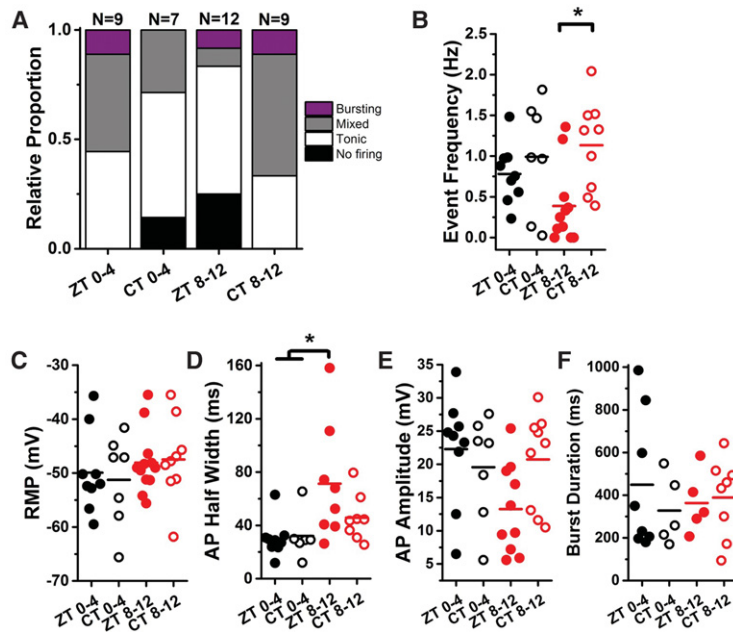 A
N=9 N=7 N=12 N=9
Relative Proportion
1.0
0.5
0.0
Bursting
Mixed
Tonic
No firing
ZT 0-4 CT 0-4 ZT 8-12 CT 8-12
B
*
Event Frequency (Hz)
2.5
2.0
1.5
1.0
0.5
0.0
ZT 0-4 CT 0-4 ZT 8-12 CT 8-12
C
RMP (mV)
-30
-40
-50
-60
-70
ZT 0-4 CT 0-4 ZT 8-12 CT 8-12
D
*
AP Half Width (ms)
160
120
80
40
0
ZT 0-4 CT 0-4 ZT 8-12 CT 8-12
E
AP Amplitude (mV)
35
30
25
20
15
10
5
ZT 0-4 CT 0-4 ZT 8-12 CT 8-12
F
Burst Duration (ms)
1000
800
600
400
200
0
ZT 0-4 CT 0-4 ZT 8-12 CT 8-12